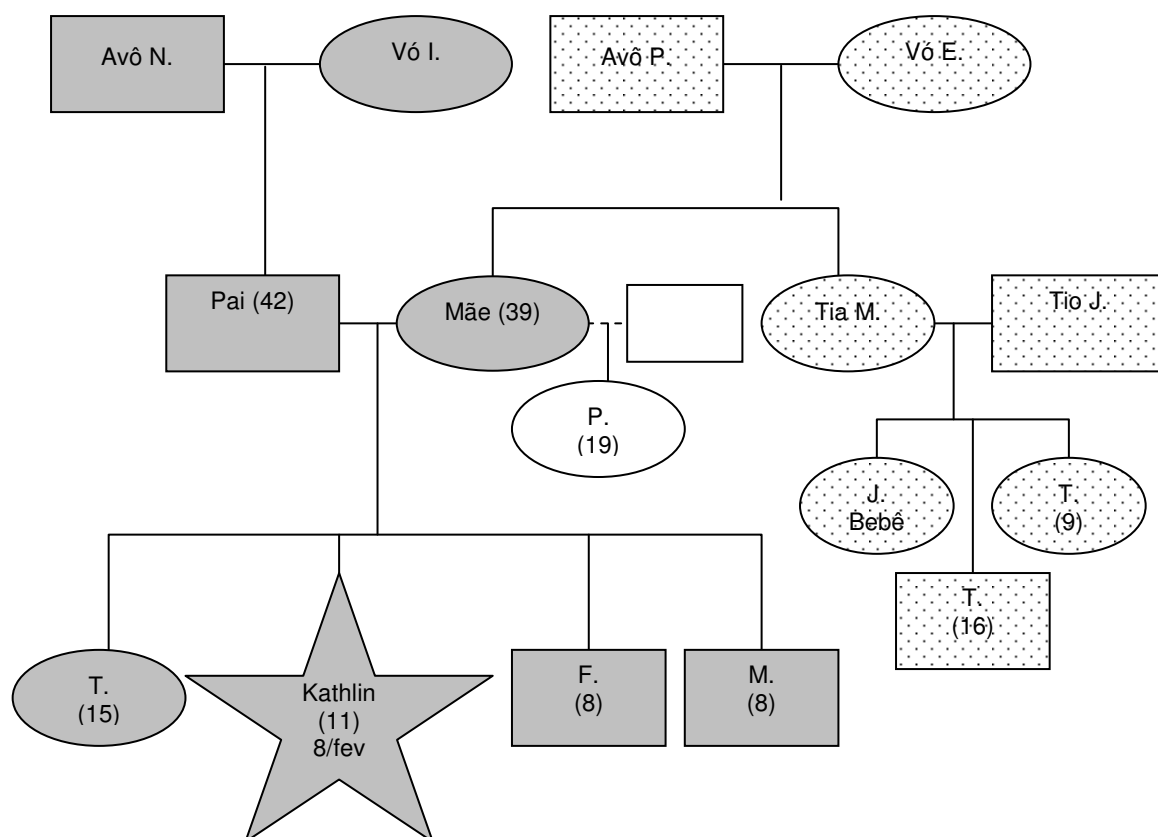 Avô N.
Vó I.
Avô P.
Vó E.
Pai (42)
Mãe (39)
Tia M.
Tio J.
P.
(19)
J.
Bebê
T.
(9)
T.
(16)
T.
(15)
Kathlin
(11)
8/fev
F.
(8)
M.
(8)